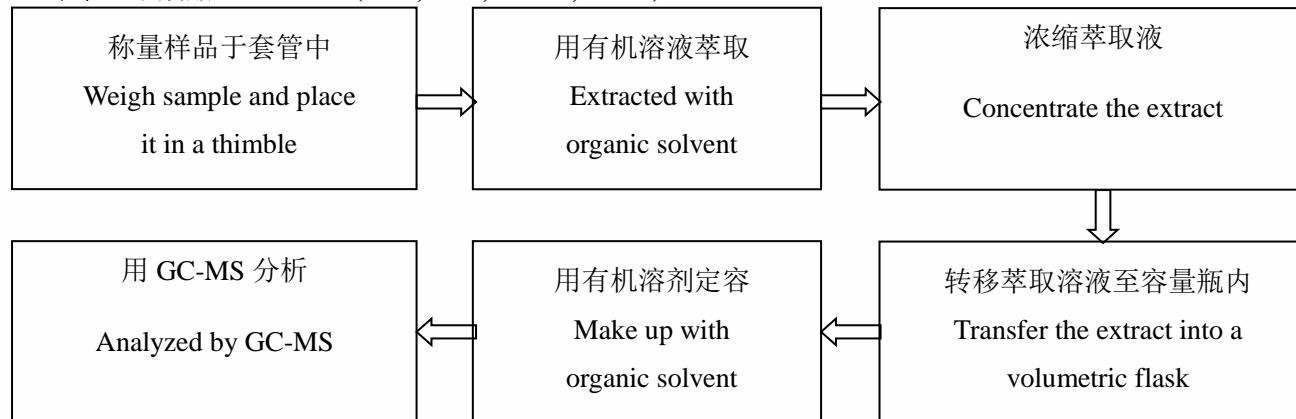 称量样品于套管中
Weigh sample and place
it in a thimble
用有机溶液萃取
Extracted with
organic solvent
浓缩萃取液
Concentrate the extract
转移萃取溶液至容量瓶内
Transfer the extract into a
volumetric flask
用有机溶剂定容
Make up with
organic solvent
用 GC-MS 分析
Analyzed by GC-MS